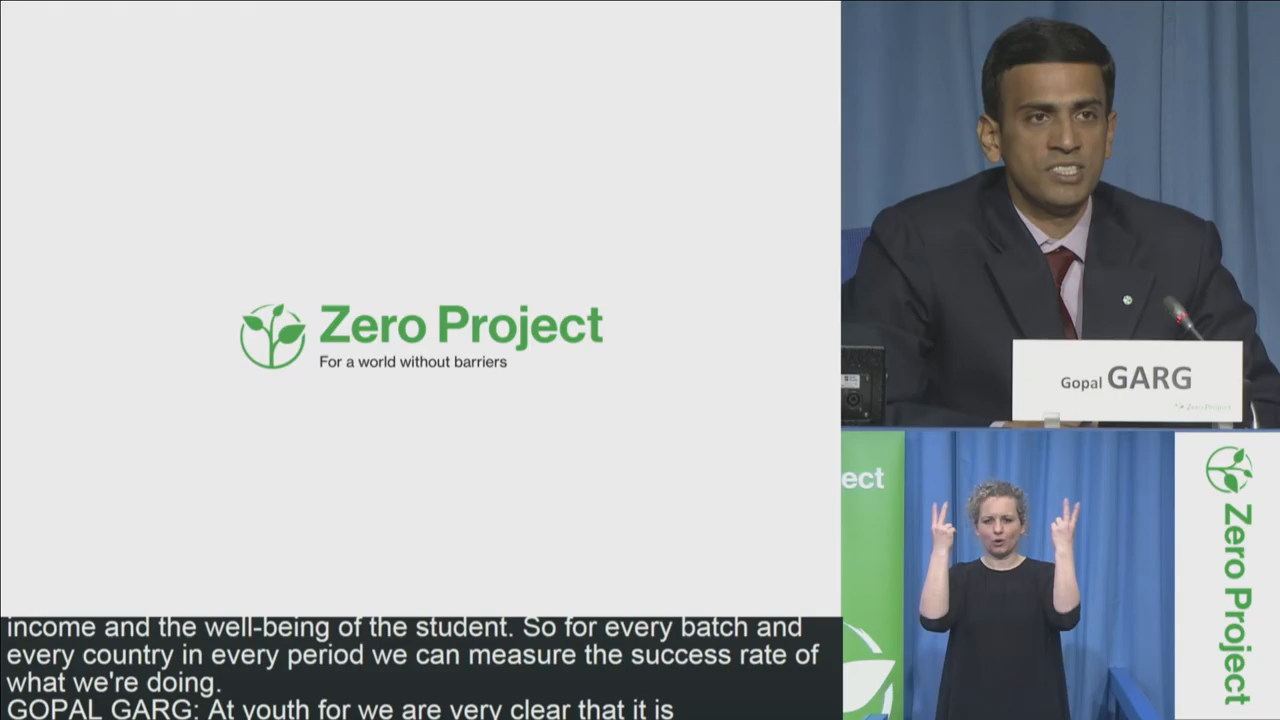 Zero Project
For a world without barriers
Gopal GARG
Zero Project
ect
Zero Project
income and the well-being of the student. So for every batch and
every country in every period we can measure the success rate of
what we're doing.
GOPAL GARG: At youth for we are very clear that it is